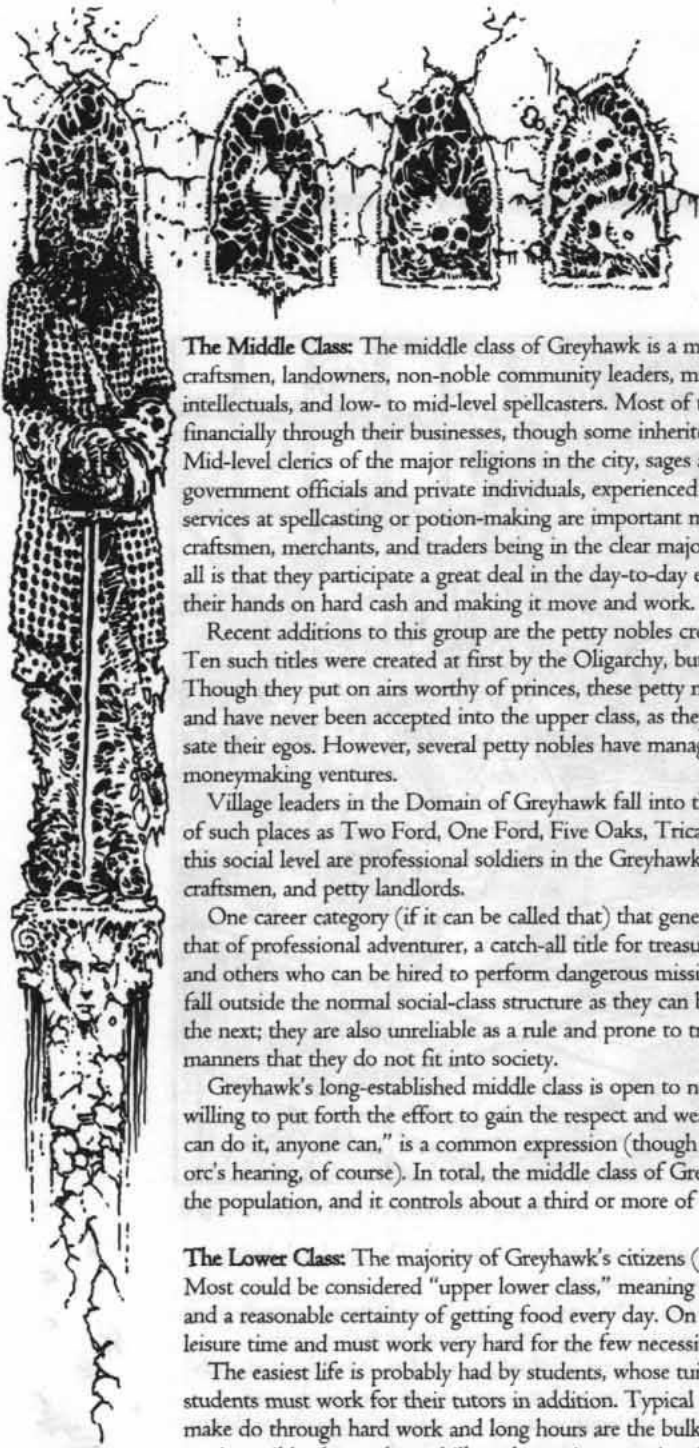 The Middle Class: The middle class of Greyhawk is a m
craftsmen, landowners, non-noble community leaders, m
intellectuals, and low- to mid-level spellcasters. Most of
financially through their businesses, though some inherit
Mid-level clerics of the major religions in the city, sages
government officials and private individuals, experienced
services at spellcasting or potion-making are important m
craftsmen, merchants, and traders being in the clear major
all is that they participate a great deal in the day-to-day e
their hands on hard cash and making it move and work.
Recent additions to this group are the petty nobles cre
Ten such titles were created at first by the Oligarchy, but
Though they put on airs worthy of princes, these petty n
and have never been accepted into the upper class, as the
sate their egos. However, several petty nobles have manag
moneymaking ventures.
Village leaders in the Domain of Greyhawk fall into t
of such places as Two Ford, One Ford, Five Oaks, Trica
this social level are professional soldiers in the Greyhawk
craftsmen, and petty landlords.
One career category (if it can be called that) that gene
that of professional adventurer, a catch-all title for treasu
and others who can be hired to perform dangerous missi
fall outside the normal social-class structure as they can b
the next; they are also unreliable as a rule and prone to tr
manners that they do not fit into society.
Greyhawk's long-established middle class is open to n
willing to put forth the effort to gain the respect and we
can do it, anyone can," is a common expression (though
orc's hearing, of course). In total, the middle class of Gre
the population, and it controls about a third or more of
The Lower Class: The majority of Greyhawk's citizens (
Most could be considered "upper lower class," meaning
and a reasonable certainty of getting food every day. On
leisure time and must work very hard for the few necessi
The easiest life is probably had by students, whose tui
students must work for their tutors in addition. Typical
make do through hard work and long hours are the bulk